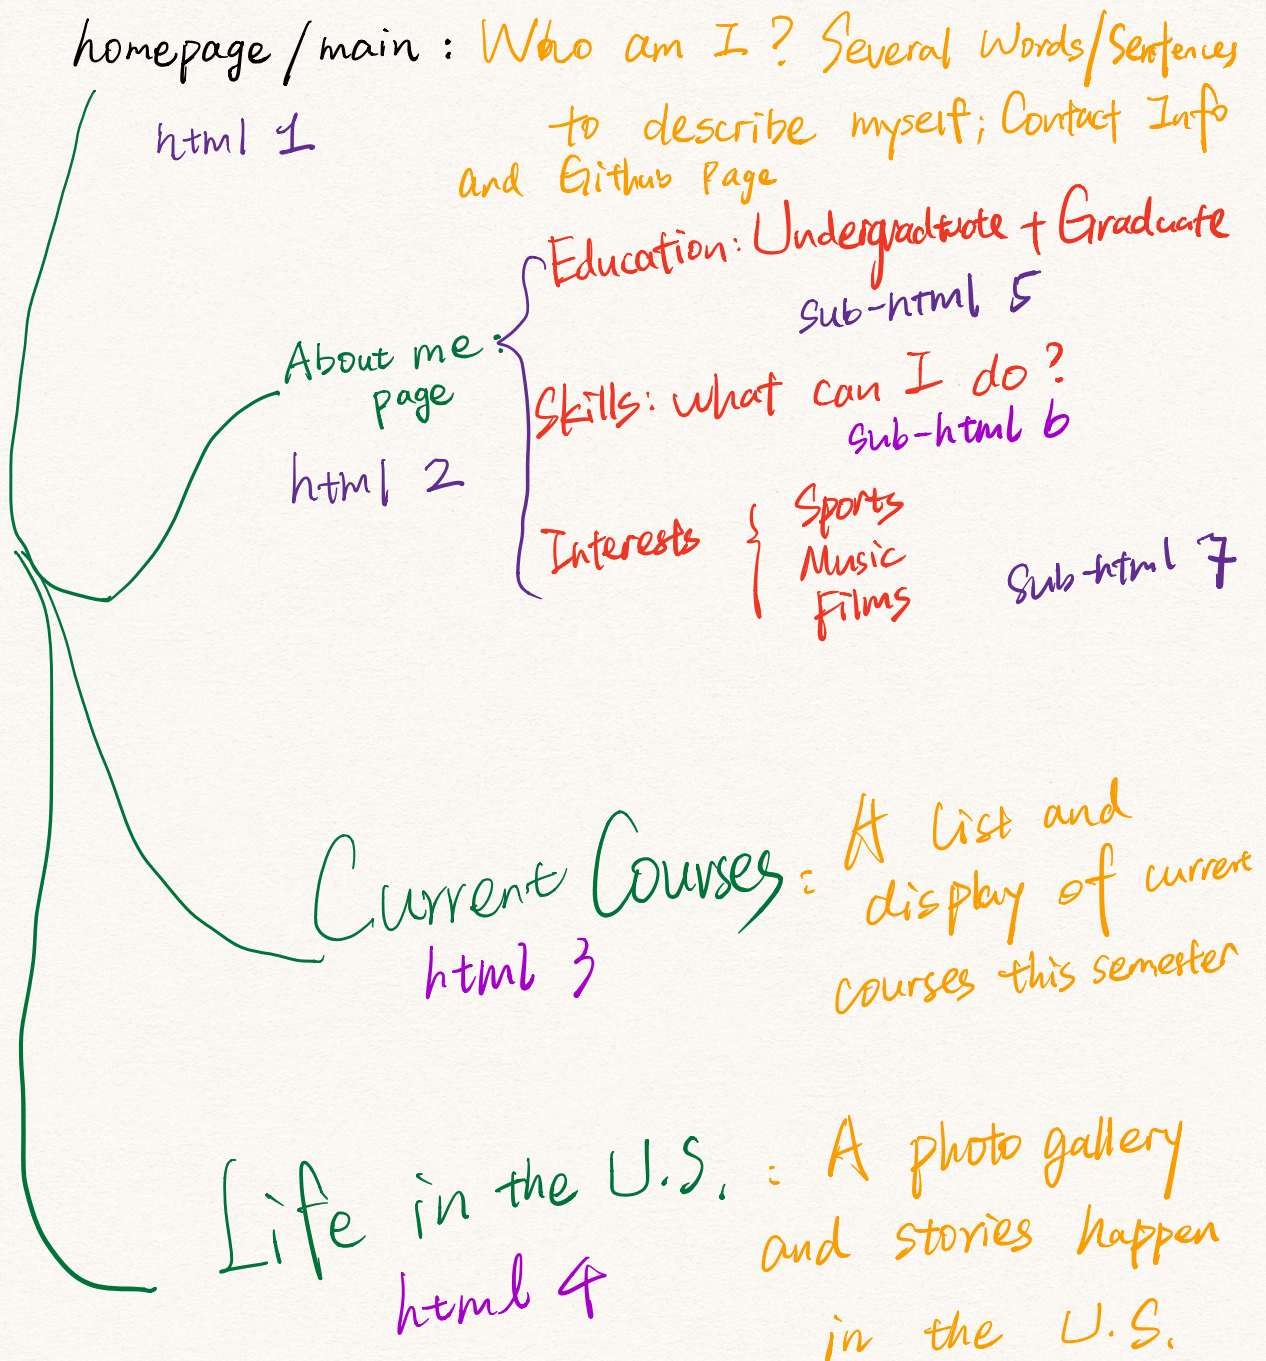 homepage/main : Who am I? Several Words/Sentences
html 1
to describe myself; Contact Info
and Github Page
Education: Undergraduate + Graduate
sub-html 5
About me :
page
html 2
Skills: what can I do?
sub-html 6
Interests { Sports
Music
Films
Sub-html 7
Current Courses :
html 3
A list and
display of current
courses this semester
Life in the U.S. :
html 4
A photo gallery
and stories happen
in the U.S.